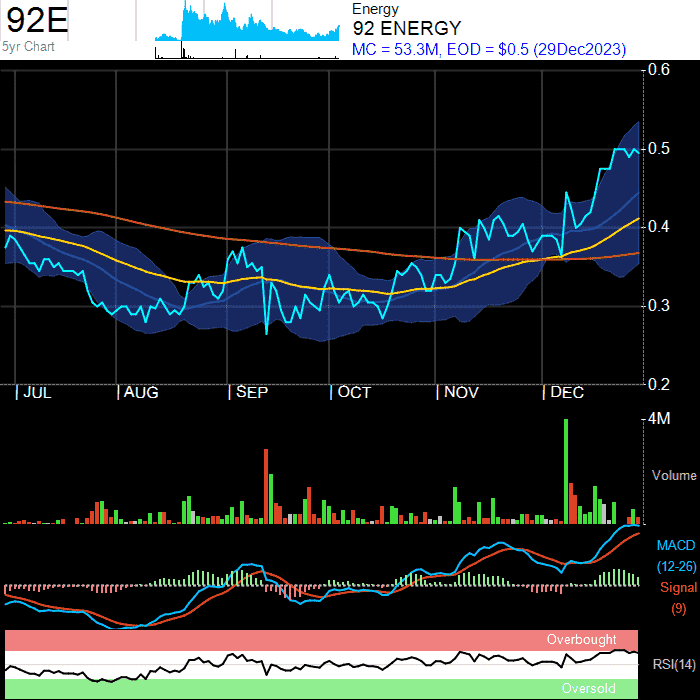 92E
5yr Chart
Energy
92 ENERGY
MC = 53.3M, EOD = $0.5 (29Dec2023)
0.6
0.5
0.4
0.3
0.2
JUL AUG SEP OCT NOV DEC
4M
Volume
MACD
(12-26)
Signal
(9)
Overbought
RSI(14)
Oversold